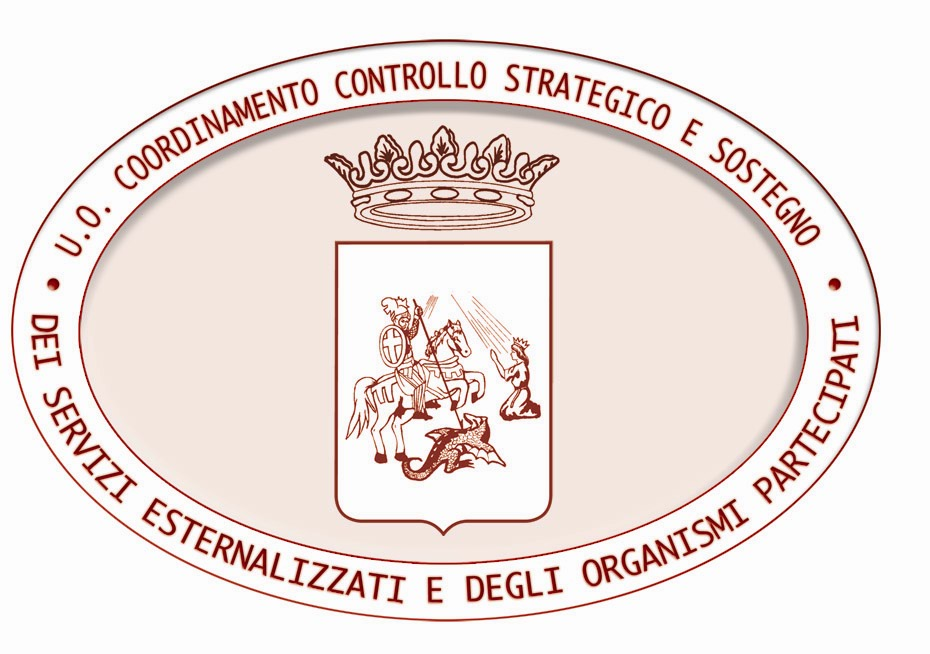 U.O. COORDINAMENTO CONTROLLO STRATEGICO E SOSTEGNO
DEI SERVIZI ESTERNALIZZATI E DEGLI ORGANISMI PARTECIPATI